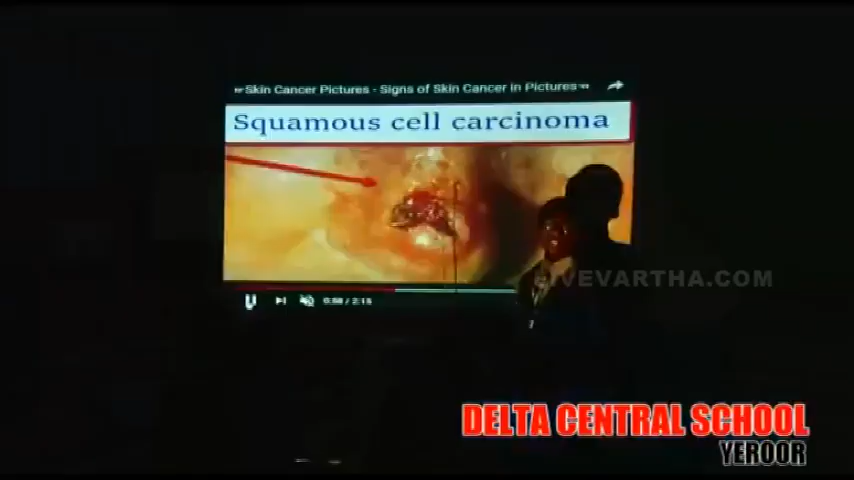 Skin Cancer Pictures - Signs of Skin Cancer in Pictures
Squamous cell carcinoma
0:58 / 2:15
LIVEVARTHA.COM
DELTA CENTRAL SCHOOL
YEROOR